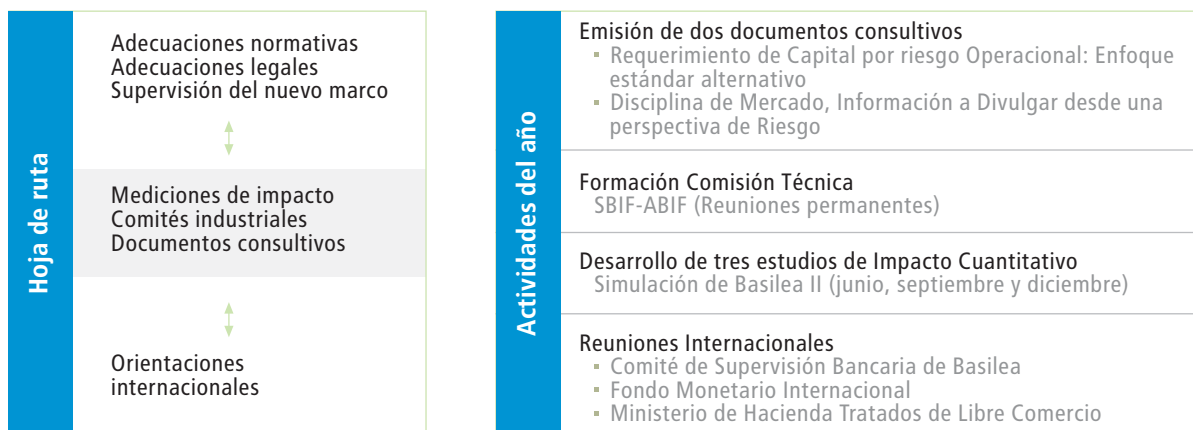 Hoja de ruta
Adecuaciones normativas
Adecuaciones legales
Supervisión del nuevo marco
Mediciones de impacto
Comités industriales
Documentos consultivos
Orientaciones
internacionales
Actividades del año
Emisión de dos documentos consultivos
▪ Requerimiento de Capital por riesgo Operacional: Enfoque
estándar alternativo
▪ Disciplina de Mercado, Información a Divulgar desde una
perspectiva de Riesgo
Formación Comisión Técnica
SBIF-ABIF (Reuniones permanentes)
Desarrollo de tres estudios de Impacto Cuantitativo
Simulación de Basilea II (junio, septiembre y diciembre)
Reuniones Internacionales
▪ Comité de Supervisión Bancaria de Basilea
▪ Fondo Monetario Internacional
▪ Ministerio de Hacienda Tratados de Libre Comercio